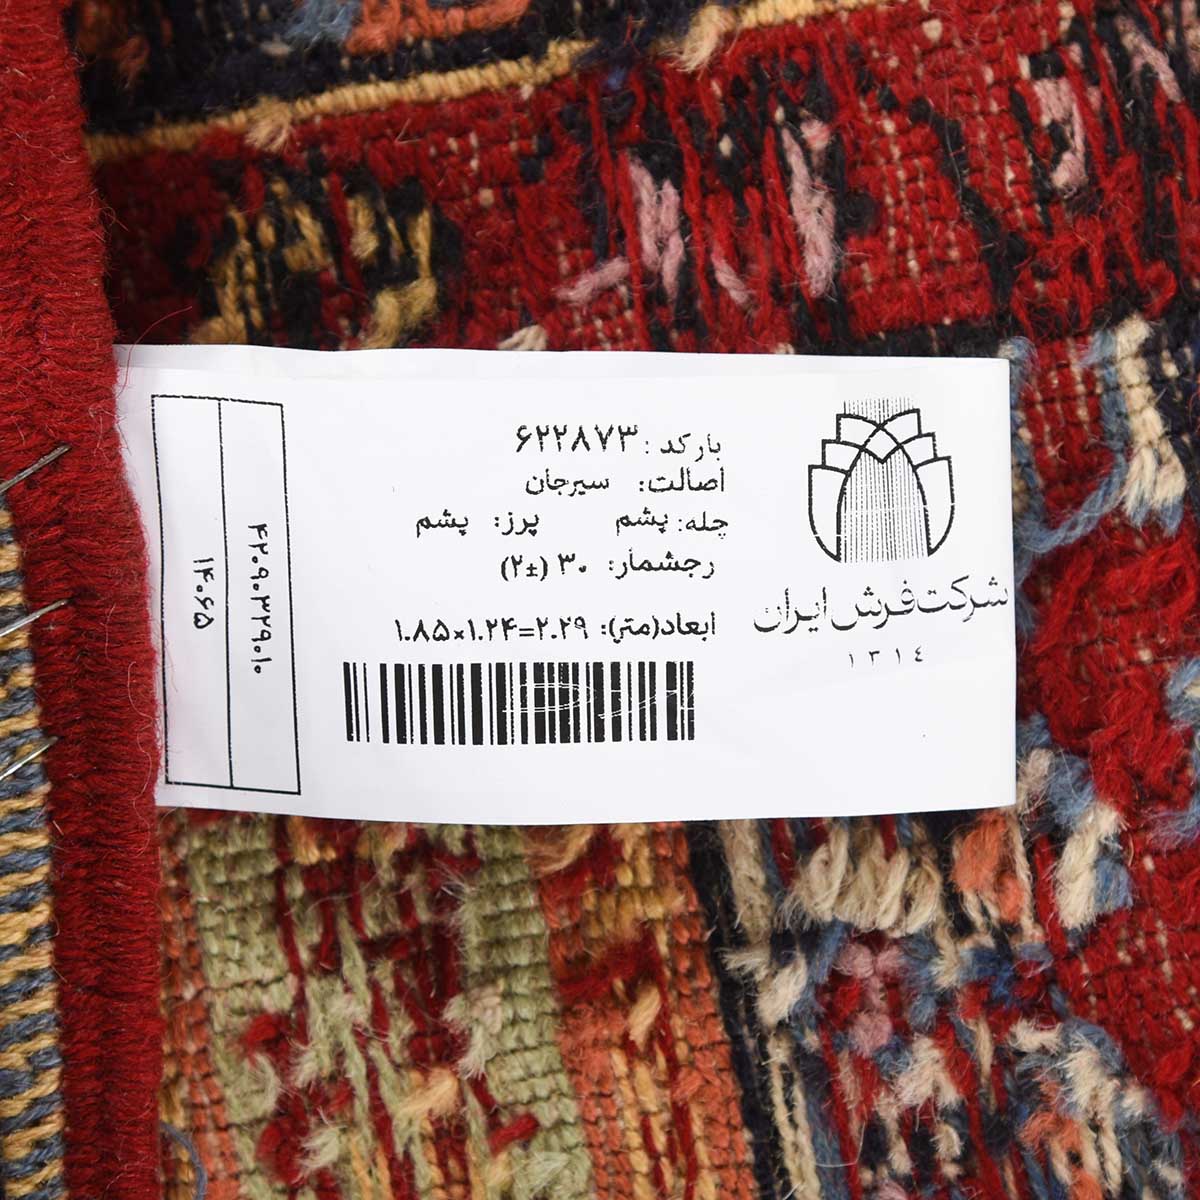 بارکد: ۶۲۲۸۷۳
اصالت: سیرجان
چله: پشم پرز: پشم
رجشمار: ۳۰ (±۲)
ابعاد(متر): ۱.۸۵×۱.۲۴=۲.۲۹
شرکت فرش ایران
۱۳۱٤
۴۲۰۹۰۳۲۹۰۱۰
۱۴۰۶۵